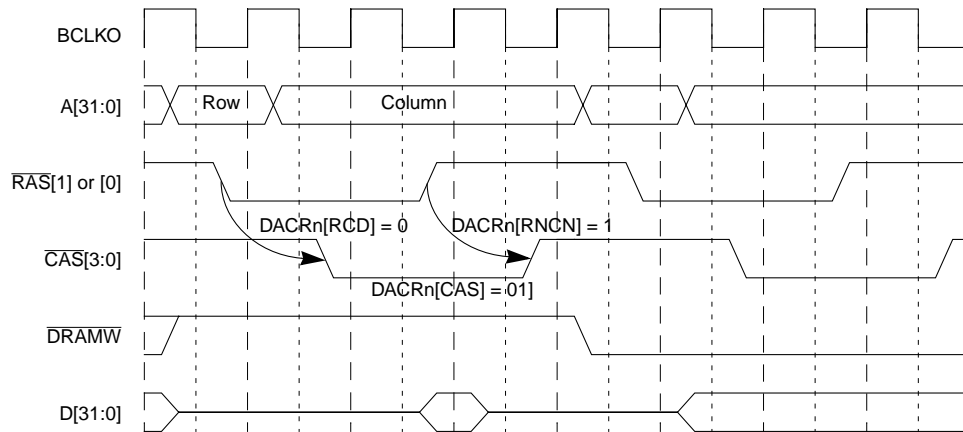 BCLKO
A[31:0]
Row
Column
RAS[1] or [0]
DACRn[RCD] = 0
DACRn[RNCN] = 1
CAS[3:0]
DACRn[CAS] = 01]
DRAMW
D[31:0]